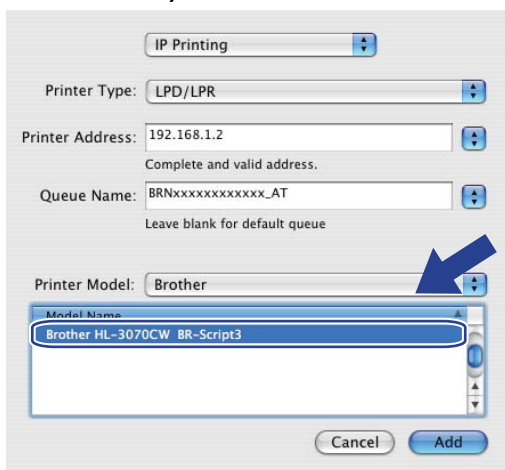 IP Printing
Printer Type: LPD/LPR
Printer Address: 192.168.1.2
Complete and valid address.
Queue Name: BRNxxxxxxxxxxxx_AT
Leave blank for default queue
Printer Model: Brother
Model Name
Brother HL-3070CW BR-Script3
Cancel Add